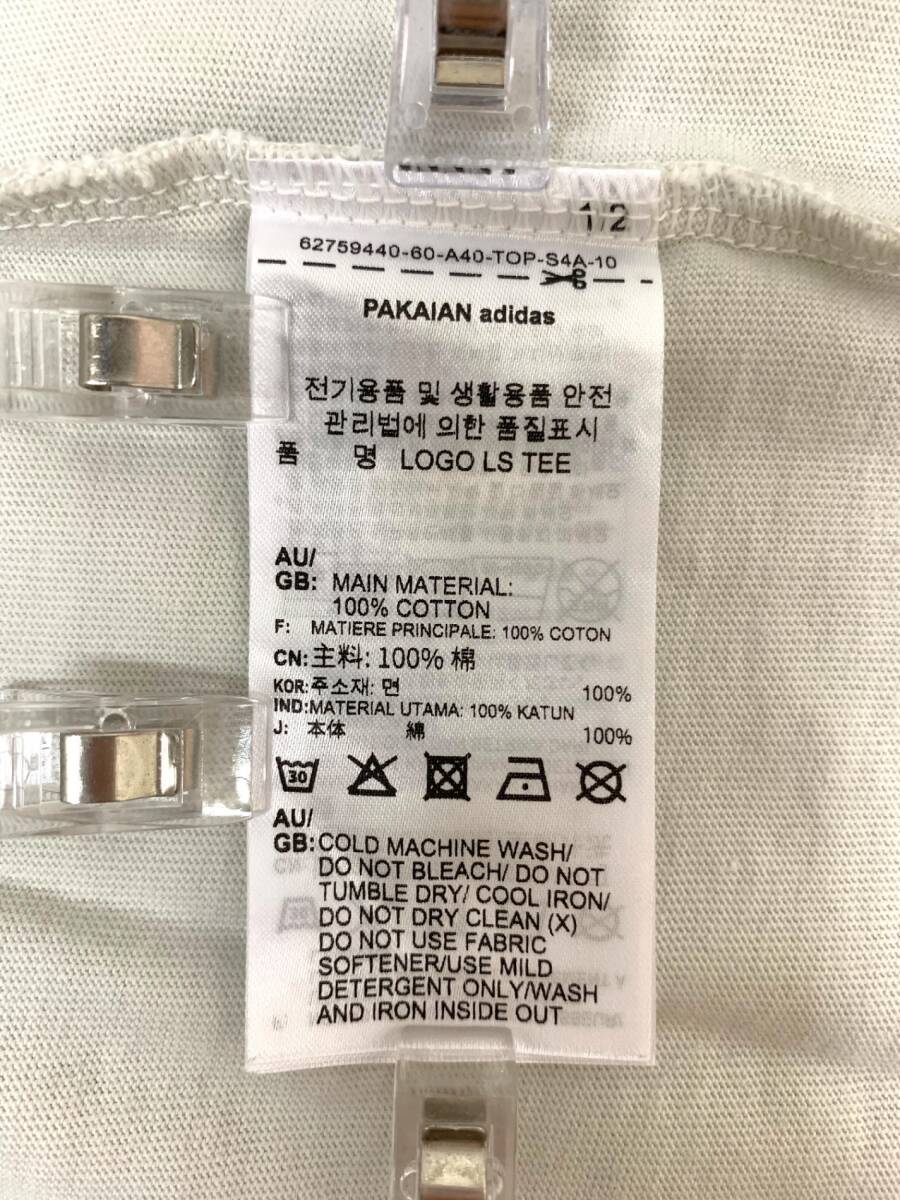 1/2
62759440-60-A40-TOP-S4A-10
PAKAIAN adidas
전기용품 및 생활용품 안전
관리법에 의한 품질표시
품 명 LOGO LS TEE
AU/
GB: MAIN MATERIAL:
100% COTTON
F: MATIERE PRINCIPALE: 100% COTON
CN:主料: 100% 棉
KOR:주소재: 면 100%
IND:MATERIAL UTAMA: 100% KATUN
J: 本体 綿 100%
30
AU/
GB:COLD MACHINE WASH/
DO NOT BLEACH/ DO NOT
TUMBLE DRY/ COOL IRON/
DO NOT DRY CLEAN (X)
DO NOT USE FABRIC
SOFTENER/USE MILD
DETERGENT ONLY/WASH
AND IRON INSIDE OUT